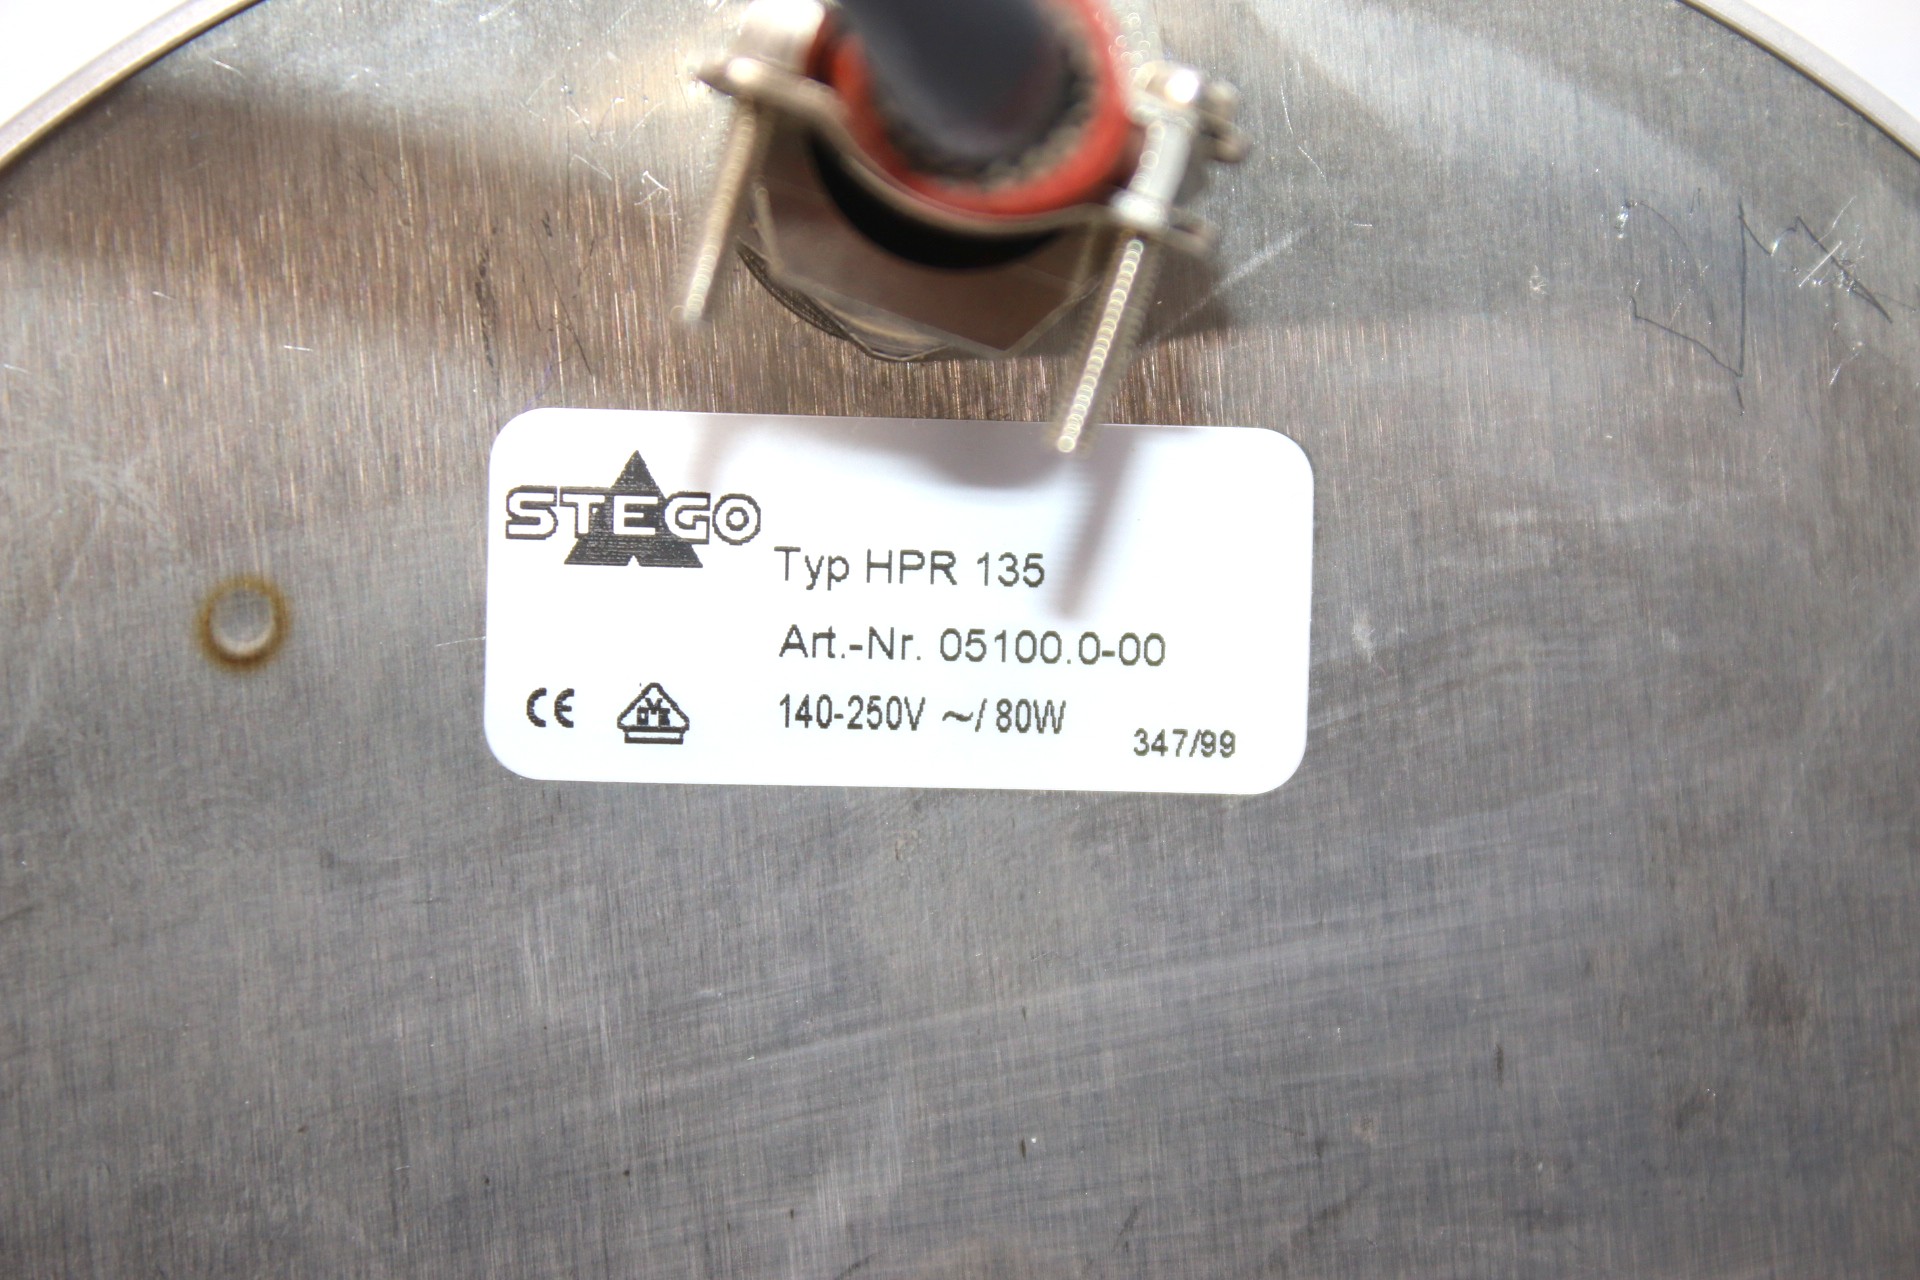 STEGO
Typ HPR 135
Art.-Nr. 05100.0-00
CE
140-250V ~/ 80W
347/99